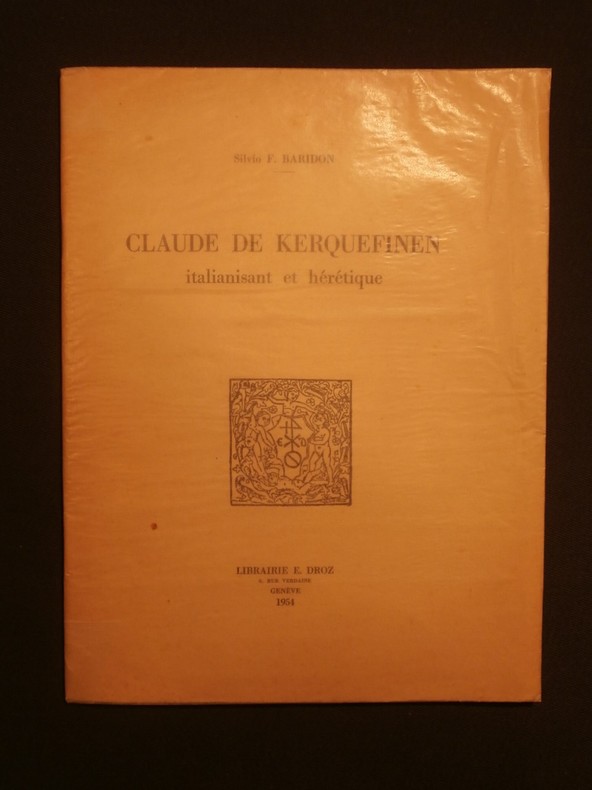 Silvio F. BARIDON
CLAUDE DE KERQUEFINEN
italianisant et hérétique
E D
LIBRAIRIE E. DROZ
8, RUE VERDAINE
GENÈVE
1954